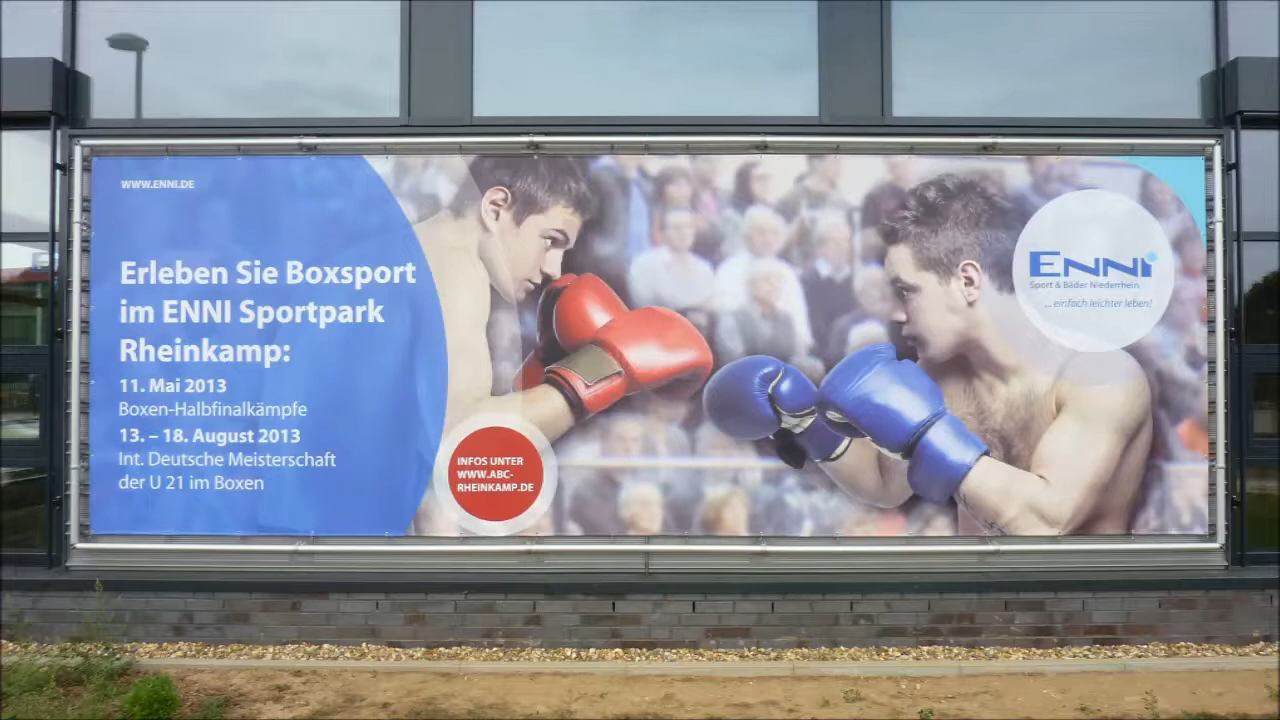 WWW.ENNI.DE
Erleben Sie Boxsport
im ENNI Sportpark
Rheinkamp:
11. Mai 2013
Boxen-Halbfinalkämpfe
13. – 18. August 2013
Int. Deutsche Meisterschaft
der U 21 im Boxen
INFOS UNTER
WWW.ABC-
RHEINKAMP.DE
ENNI
Sport & Bäder Niederrhein
...einfach leichter leben!